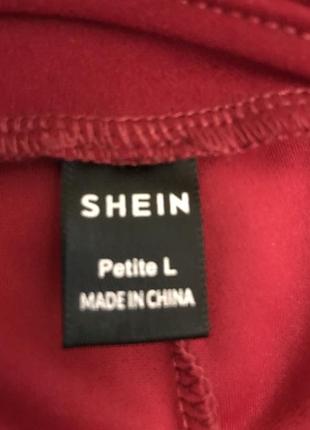 SHEIN
Petite L
MADE IN CHINA